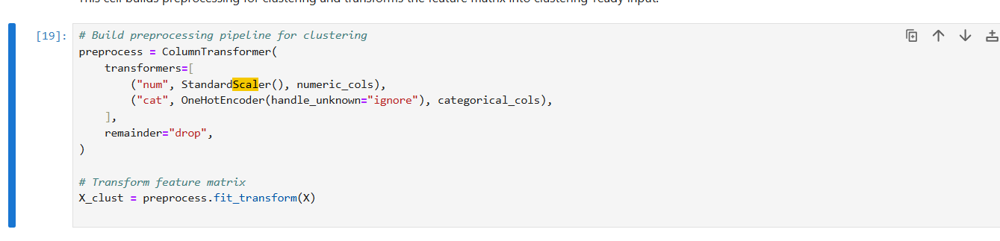 This cell builds preprocessing for clustering and transforms the feature matrix into clustering-ready input.
[19]:
# Build preprocessing pipeline for clustering
preprocess = ColumnTransformer(
    transformers=[
        ("num", StandardScaler(), numeric_cols),
        ("cat", OneHotEncoder(handle_unknown="ignore"), categorical_cols),
    ],
    remainder="drop",
)
# Transform feature matrix
X_clust = preprocess.fit_transform(X)